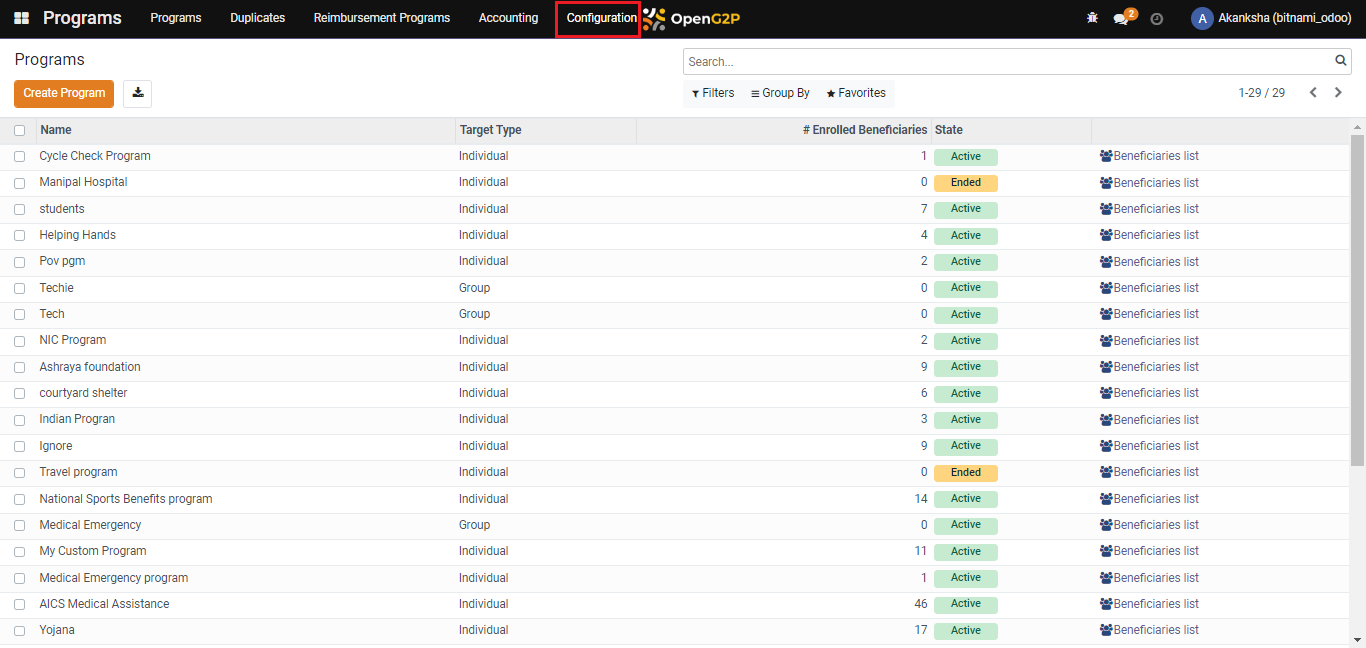 Programs Programs Duplicates Reimbursement Programs Accounting Configuration OpenG2P 2 A Akanksha (bitnami_odoo)
Programs Search...
Create Program Filters Group By Favorites 1-29 / 29
Name Target Type # Enrolled Beneficiaries State
Cycle Check Program Individual 1 Active Beneficiaries list
Manipal Hospital Individual 0 Ended Beneficiaries list
students Individual 7 Active Beneficiaries list
Helping Hands Individual 4 Active Beneficiaries list
Pov pgm Individual 2 Active Beneficiaries list
Techie Group 0 Active Beneficiaries list
Tech Group 0 Active Beneficiaries list
NIC Program Individual 2 Active Beneficiaries list
Ashraya foundation Individual 9 Active Beneficiaries list
courtyard shelter Individual 6 Active Beneficiaries list
Indian Progran Individual 3 Active Beneficiaries list
Ignore Individual 9 Active Beneficiaries list
Travel program Individual 0 Ended Beneficiaries list
National Sports Benefits program Individual 14 Active Beneficiaries list
Medical Emergency Group 0 Active Beneficiaries list
My Custom Program Individual 11 Active Beneficiaries list
Medical Emergency program Individual 1 Active Beneficiaries list
AICS Medical Assistance Individual 46 Active Beneficiaries list
Yojana Individual 17 Active Beneficiaries list